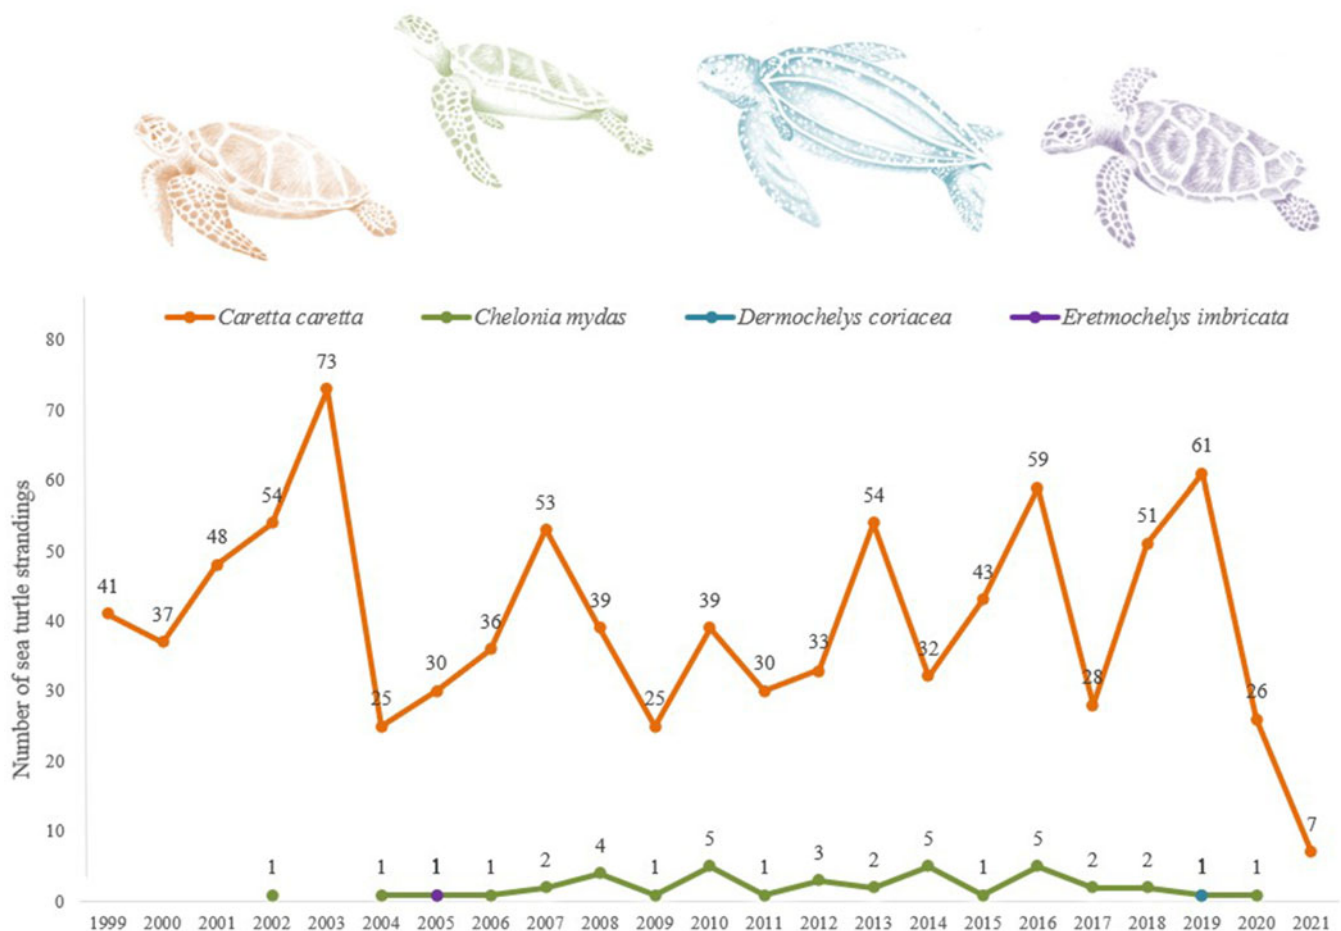 Caretta caretta Chelonia mydas Dermochelys coriacea Eretmochelys imbricata
Number of sea turtle strandings
80
70
60
50
40
30
20
10
0
41 37 48 54 73 25 30 36 53 39 25 39 30 33 54 32 43 59 28 51 61 26 7
1 1 1 1 2 4 1 5 1 3 2 5 1 5 2 2 1 1
1999 2000 2001 2002 2003 2004 2005 2006 2007 2008 2009 2010 2011 2012 2013 2014 2015 2016 2017 2018 2019 2020 2021